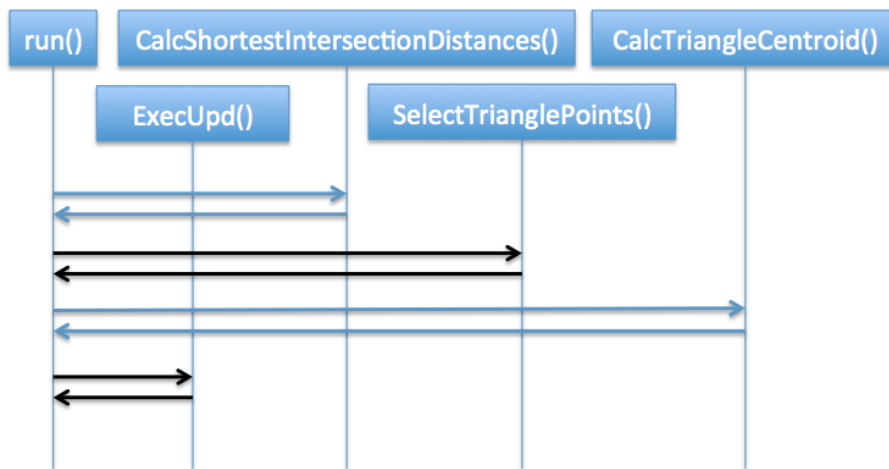 run()
CalcShortestIntersectionDistances()
CalcTriangleCentroid()
ExecUpd()
SelectTrianglePoints()